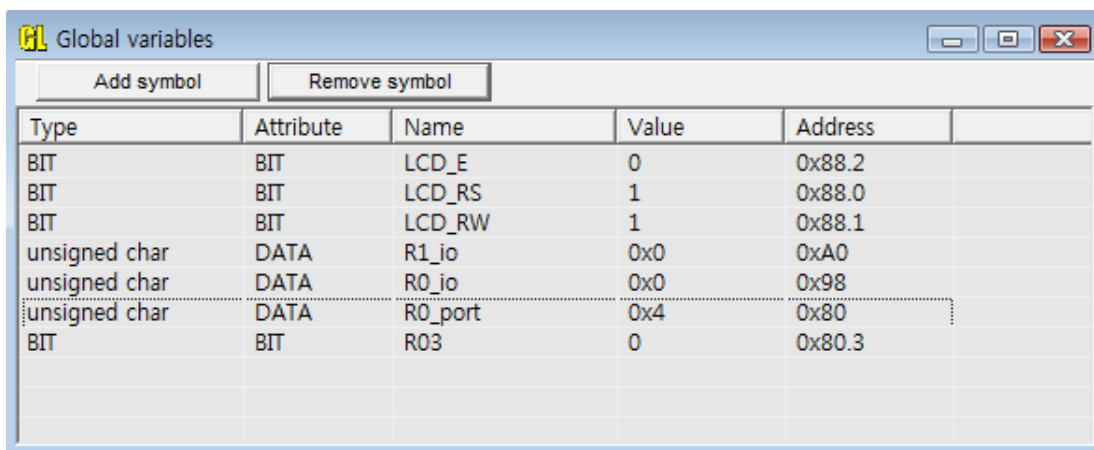 GL Global variables
Add symbol Remove symbol
Type Attribute Name Value Address
BIT BIT LCD_E 0 0x88.2
BIT BIT LCD_RS 1 0x88.0
BIT BIT LCD_RW 1 0x88.1
unsigned char DATA R1_io 0x0 0xA0
unsigned char DATA R0_io 0x0 0x98
unsigned char DATA R0_port 0x4 0x80
BIT BIT R03 0 0x80.3